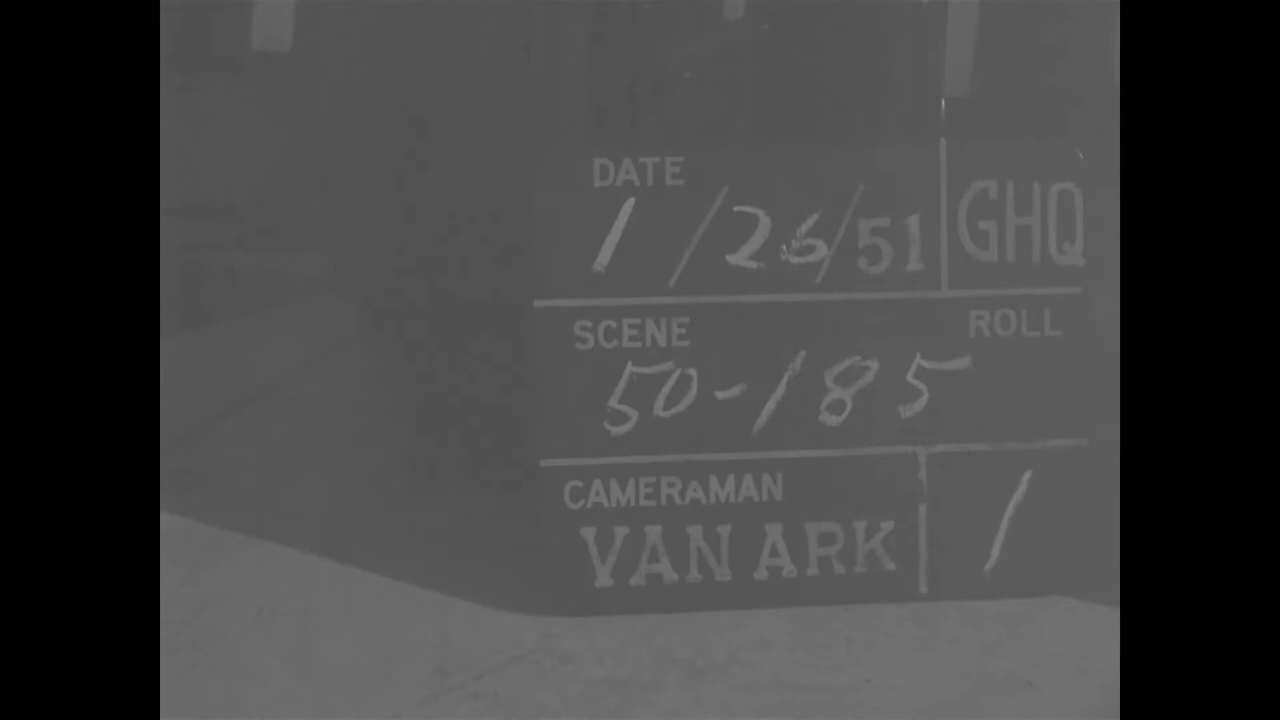 DATE
1/26/51 GHQ
SCENE ROLL
50-185
CAMERAMAN
VAN ARK 1